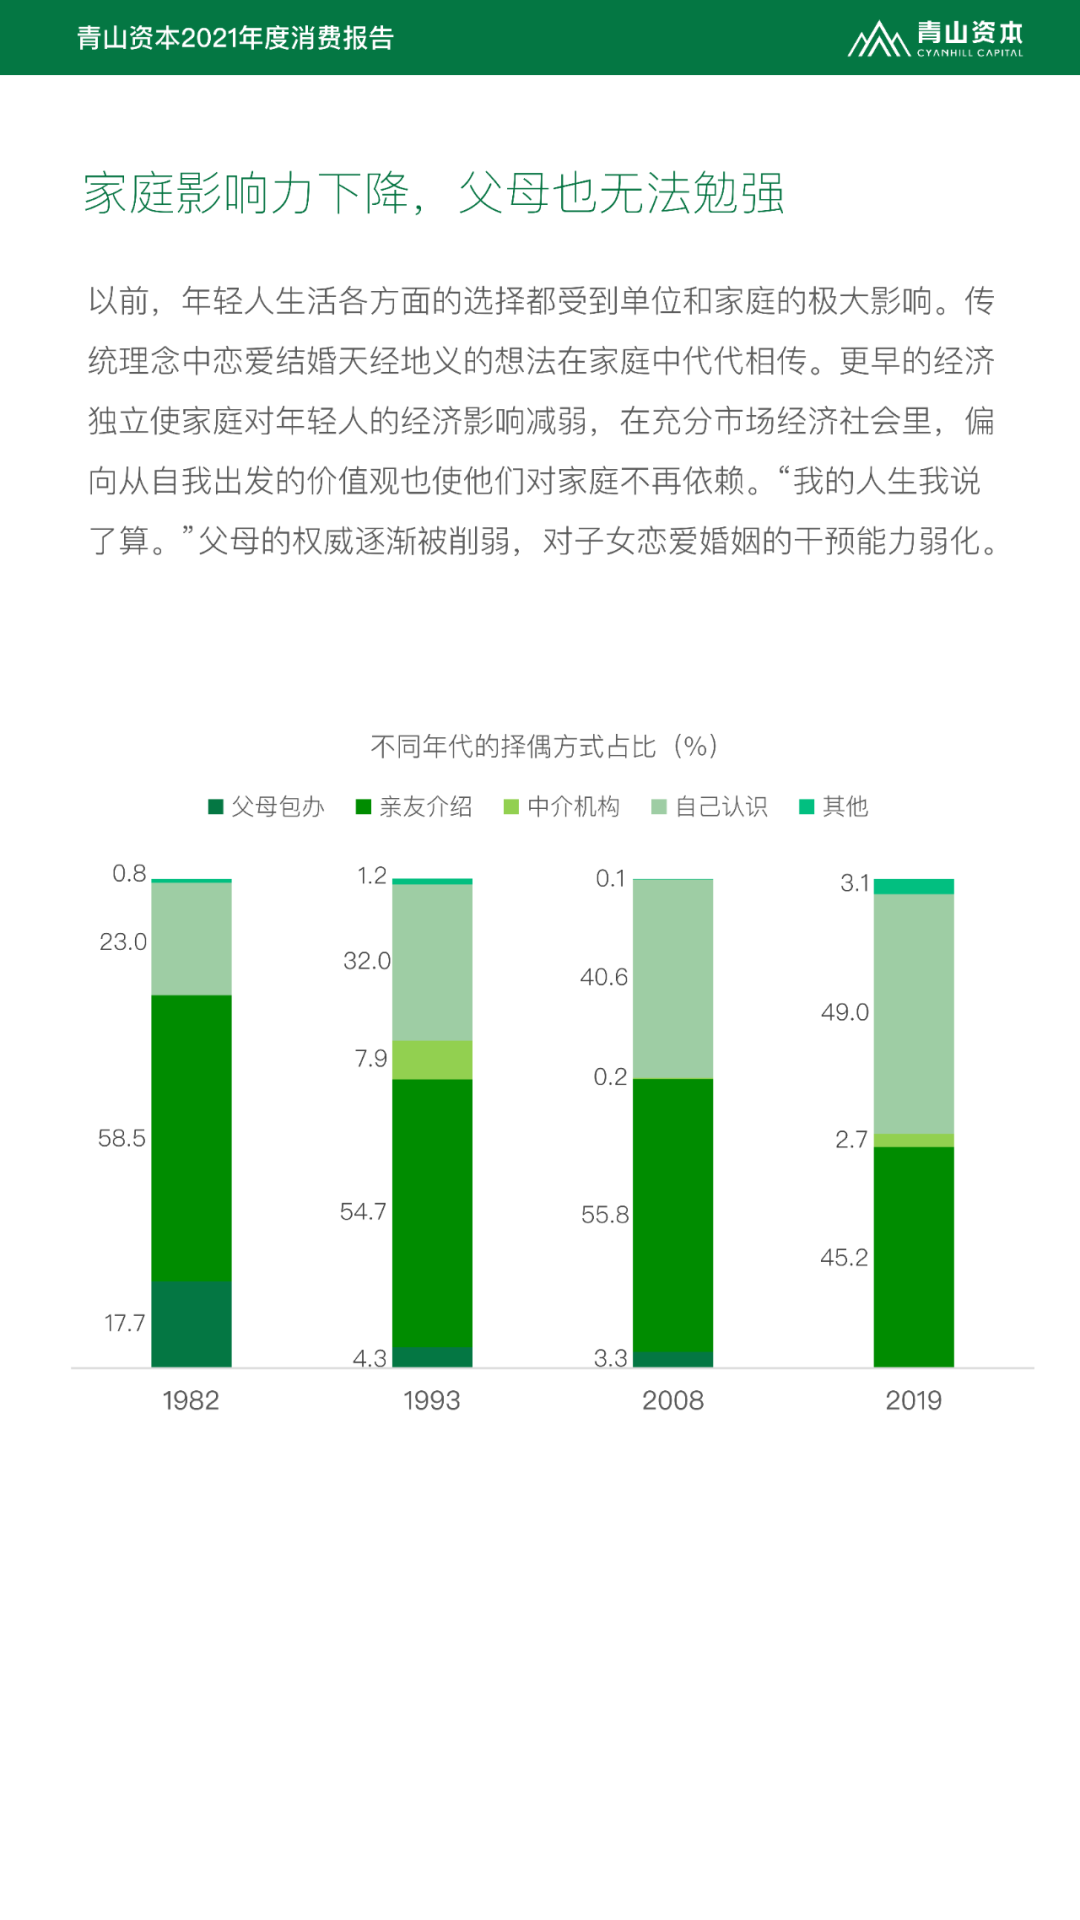 青山资本2021年度消费报告
青山资本
CYANHILL CAPITAL
家庭影响力下降，父母也无法勉强
以前，年轻人生活各方面的选择都受到单位和家庭的极大影响。传
统理念中恋爱结婚天经地义的想法在家庭中代代相传。更早的经济
独立使家庭对年轻人的经济影响减弱，在充分市场经济社会里，偏
向从自我出发的价值观也使他们对家庭不再依赖。“我的人生我说
了算。”父母的权威逐渐被削弱，对子女恋爱婚姻的干预能力弱化。
不同年代的择偶方式占比（%）
父母包办 亲友介绍 中介机构 自己认识 其他
0.8
23.0
58.5
17.7
1.2
32.0
7.9
54.7
4.3
0.1
40.6
0.2
55.8
3.3
3.1
49.0
2.7
45.2
1982 1993 2008 2019